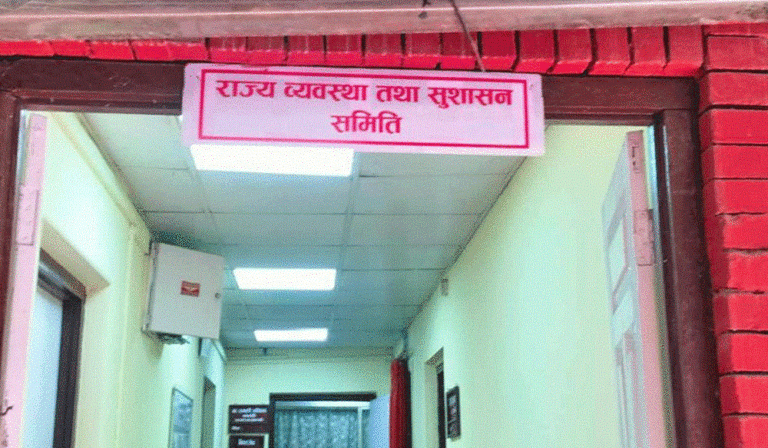 राज्य व्यवस्था तथा सुशासन
समिति